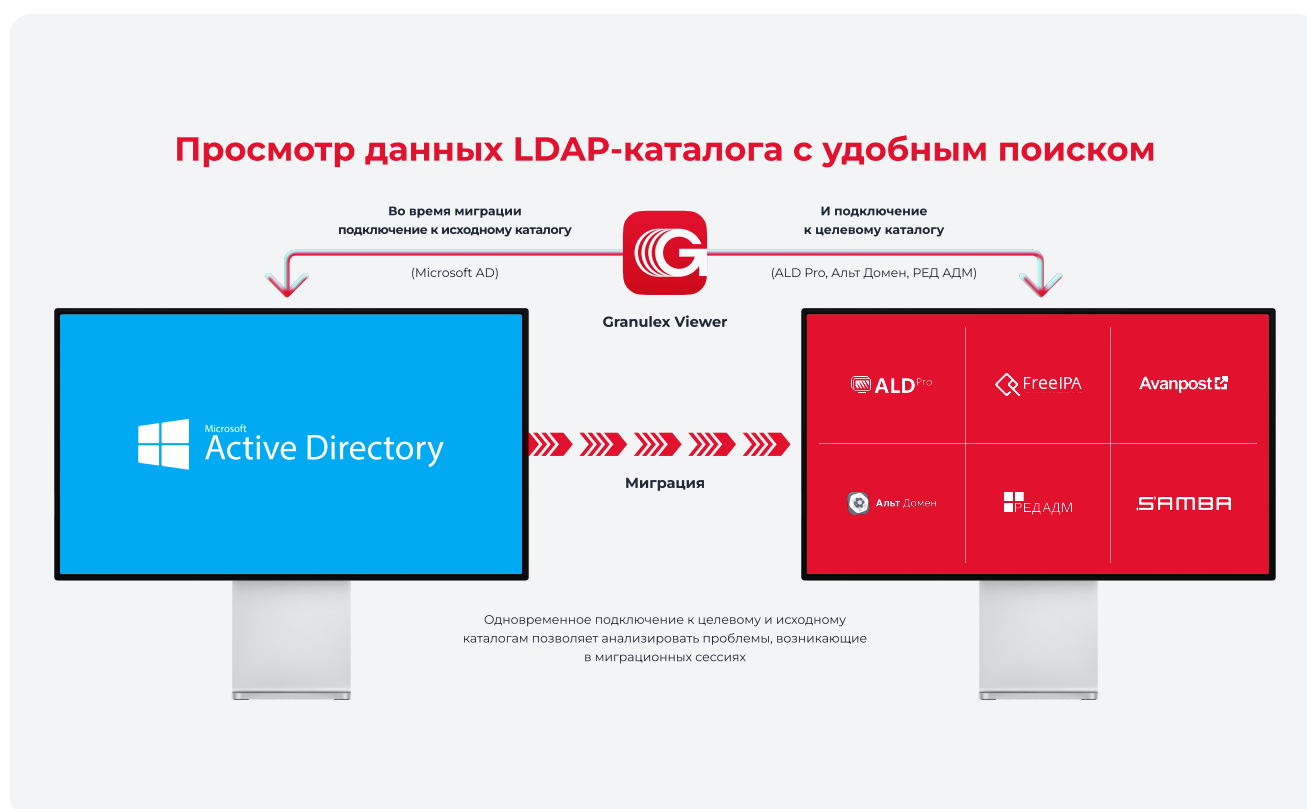 Просмотр данных LDAP-каталога с удобным поиском
Во время миграции
подключение к исходному каталогу
(Microsoft AD)
И подключение
к целевому каталогу
(ALD Pro, Альт Домен, РЕД АДМ)
Granulex Viewer
Microsoft
Active Directory
Миграция
ALD Pro
FreeIPA
Avanpost
Альт Домен
РЕД АДМ
SAMBA
Одновременное подключение к целевому и исходному
каталогам позволяет анализировать проблемы, возникающие
в миграционных сессиях